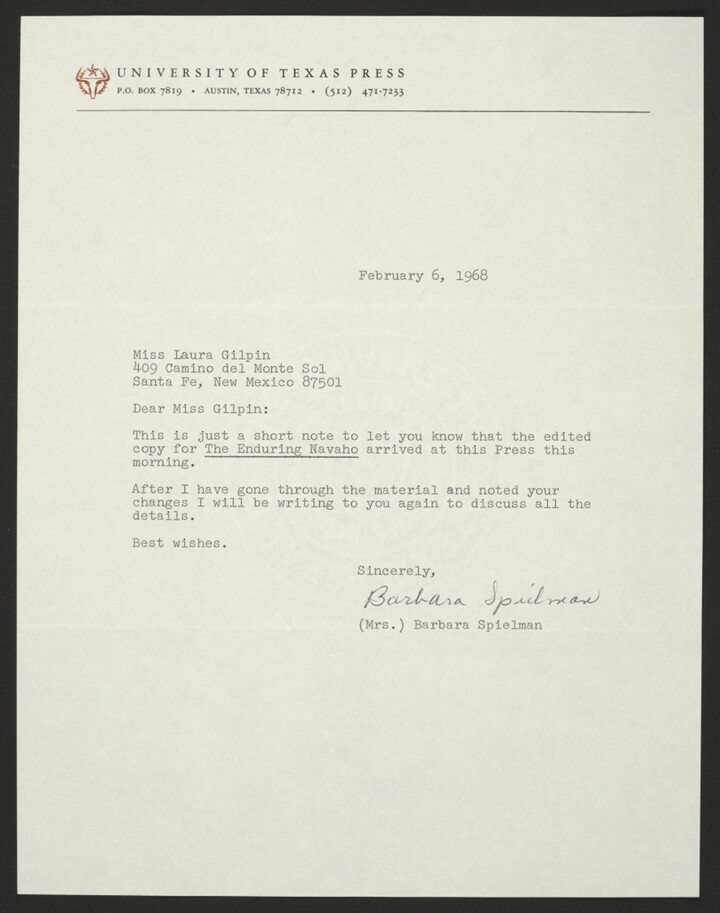 UNIVERSITY OF TEXAS PRESS
P.O. BOX 7819 • AUSTIN, TEXAS 78712 • (512) 471-7233
February 6, 1968
Miss Laura Gilpin
409 Camino del Monte Sol
Santa Fe, New Mexico 87501
Dear Miss Gilpin:
This is just a short note to let you know that the edited
copy for The Enduring Navaho arrived at this Press this
morning.
After I have gone through the material and noted your
changes I will be writing to you again to discuss all the
details.
Best wishes.
Sincerely,
Barbara Spielman
(Mrs.) Barbara Spielman